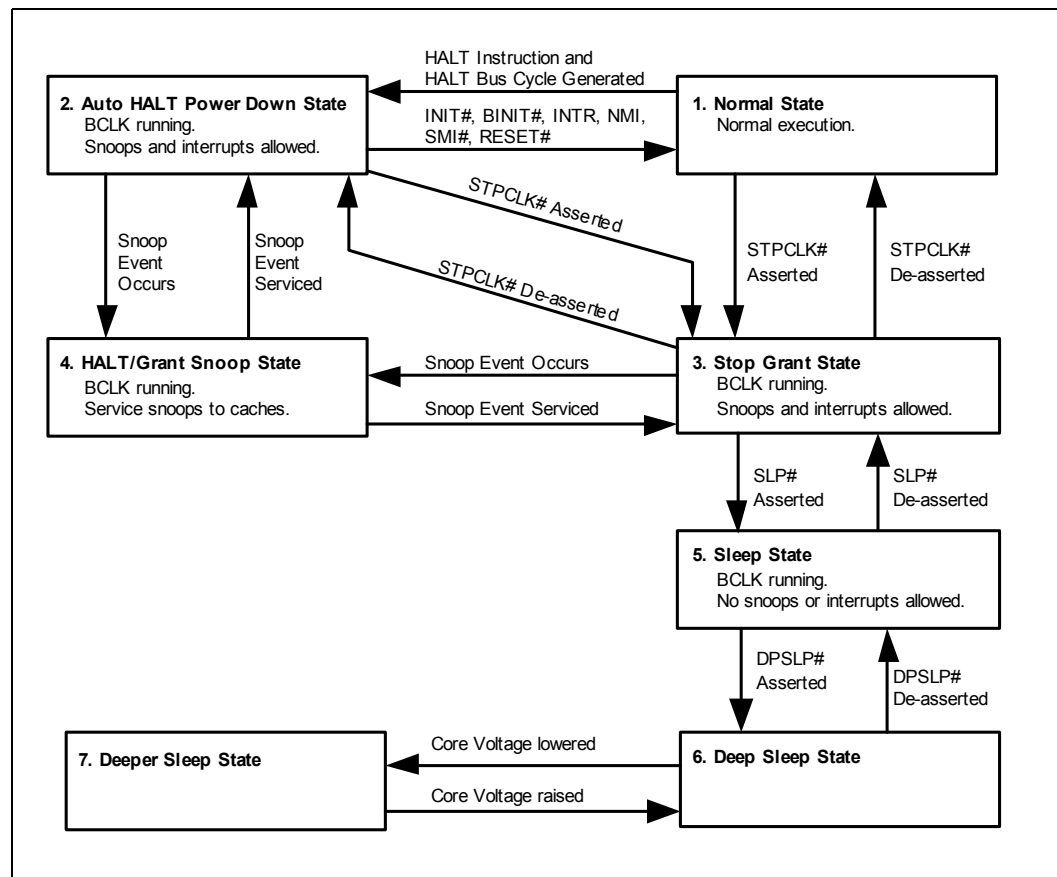 HALT Instruction and
HALT Bus Cycle Generated
2. Auto HALT Power Down State
BCLK running.
Snoops and interrupts allowed.
1. Normal State
Normal execution.
INIT#, BINIT#, INTR, NMI,
SMI#, RESET#
STPCLK# Asserted
STPCLK# De-asserted
Snoop
Event
Occurs
Snoop
Event
Serviced
STPCLK#
Asserted
STPCLK#
De-asserted
4. HALT/Grant Snoop State
BCLK running.
Service snoops to caches.
Snoop Event Occurs
Snoop Event Serviced
3. Stop Grant State
BCLK running.
Snoops and interrupts allowed.
SLP#
Asserted
SLP#
De-asserted
5. Sleep State
BCLK running.
No snoops or interrupts allowed.
DPSLP#
Asserted
DPSLP#
De-asserted
7. Deeper Sleep State
Core Voltage lowered
Core Voltage raised
6. Deep Sleep State